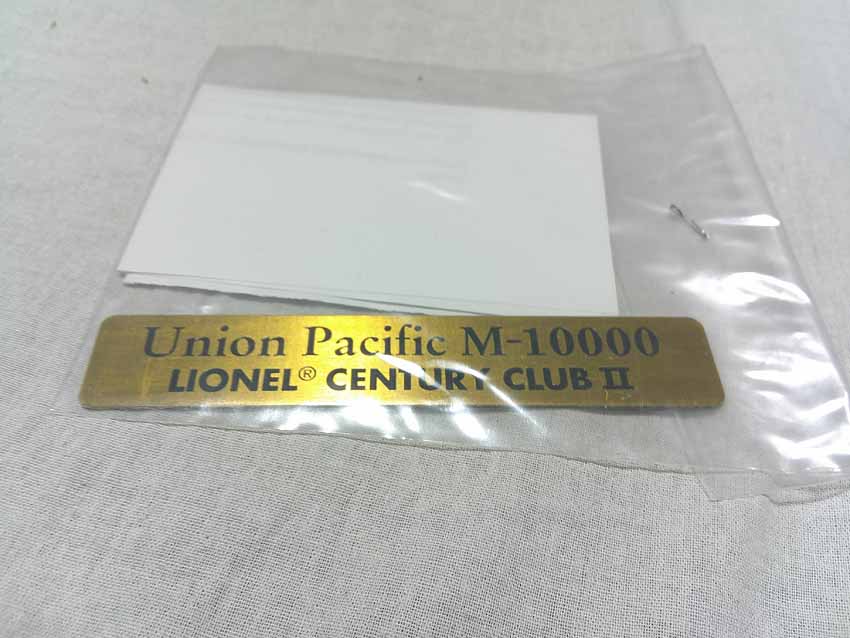 Union Pacific M-10000
LIONEL® CENTURY CLUB II